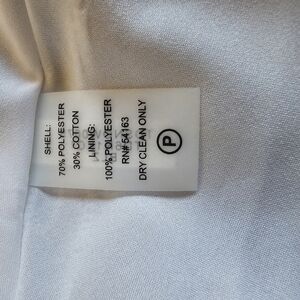 SHELL:
70% POLYESTER
30% COTTON
LINING:
100% POLYESTER
RN# 54163
DRY CLEAN ONLY
P